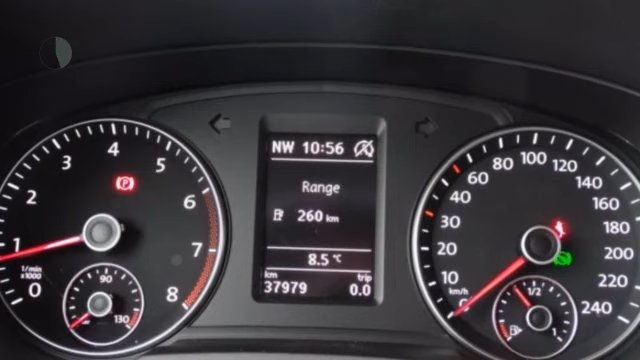 NW 10:56
Range
260 km
8.5 °C
km trip
37979 0.0
0 1 2 3 4 5 6 7 8
1/min
x1000
90
130
P
0 10 20 30 40 60 80 100 120 140 160 180 200 220 240
km/h
1/2
1